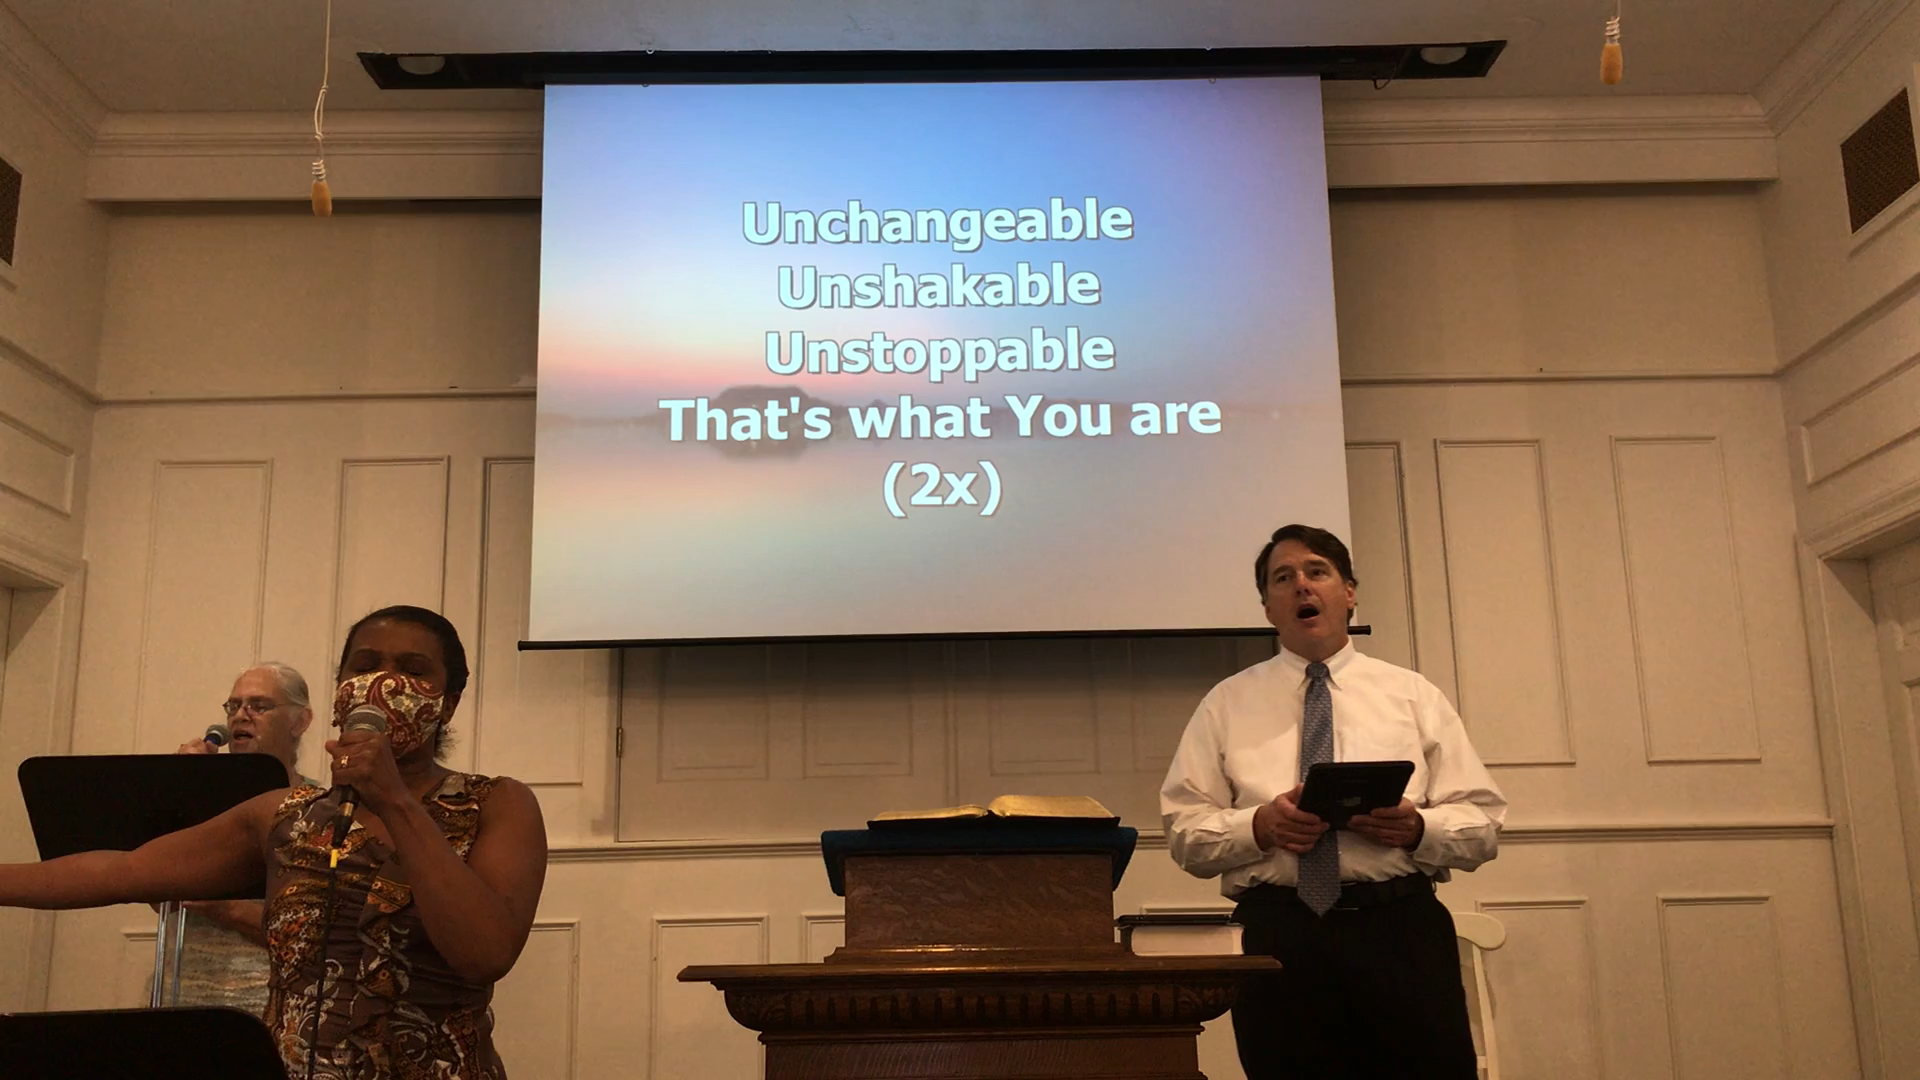 Unchangeable
Unshakable
Unstoppable
That's what You are
(2x)